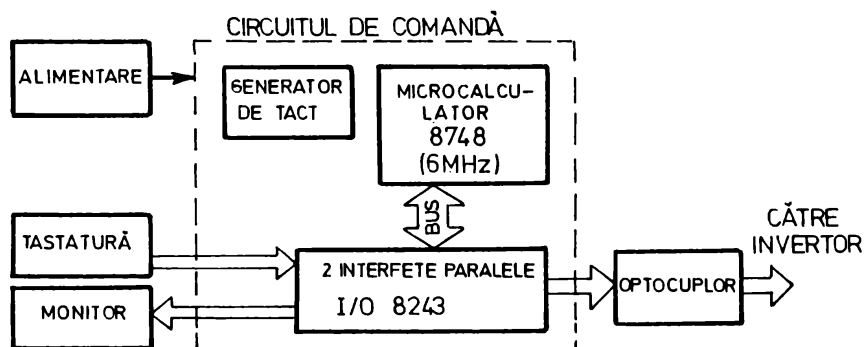 CIRCUITUL DE COMANDĂ
ALIMENTARE
GENERATOR
DE TACT
MICROCALCU-
LATOR
8748
(6MHz)
BUS
TASTATURĂ
MONITOR
2 INTERFETE PARALELE
I/O 8243
OPTOCUPLOR
CĂTRE
INVERTOR